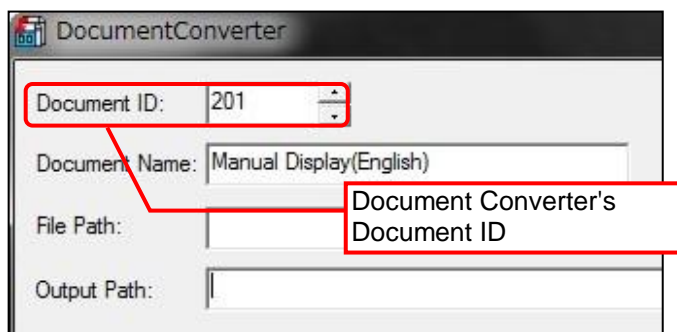 DocumentConverter
Document ID: 201
Document Name: Manual Display(English)
File Path:
Document Converter's
Document ID
Output Path: